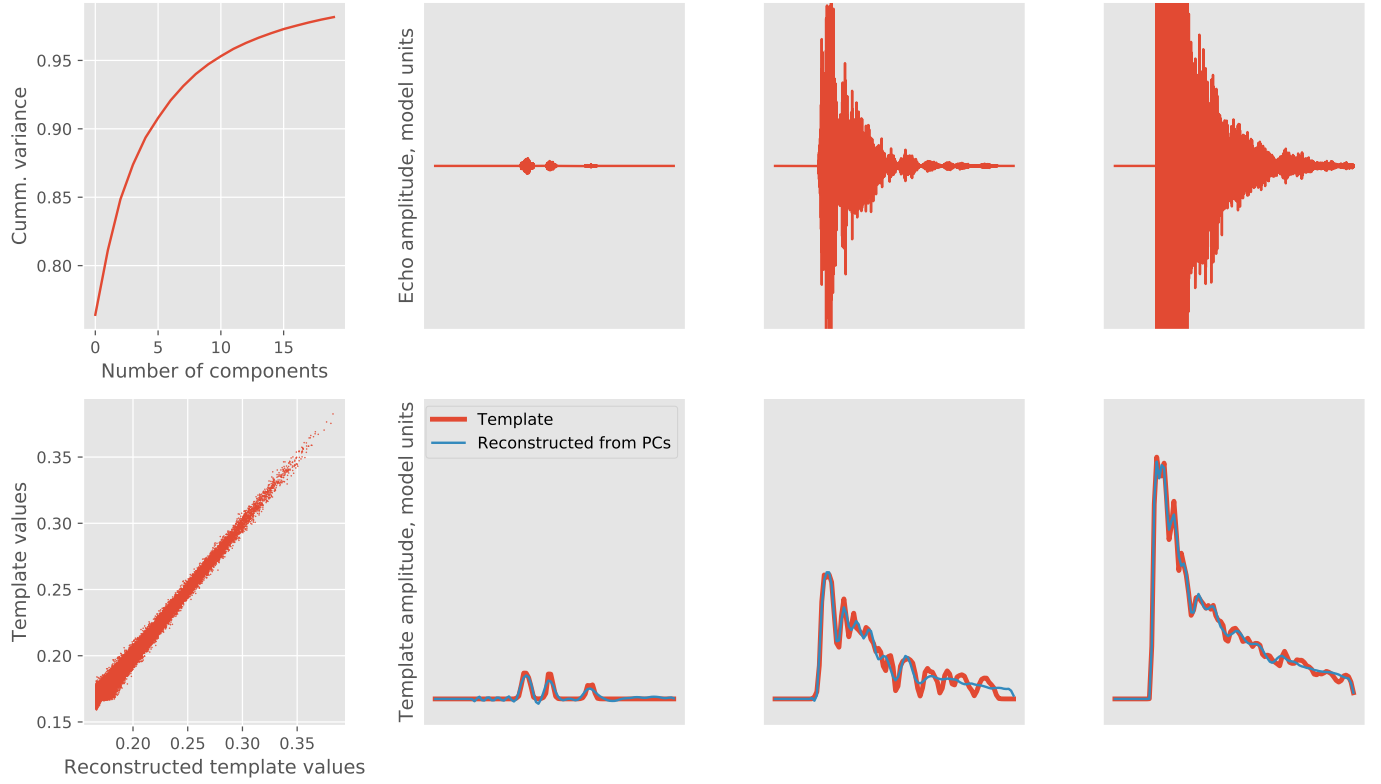 Cumm. variance
0.95
0.90
0.85
0.80
0
5
10
15
Number of components
Echo amplitude, model units
Template values
0.35
0.30
0.25
0.20
0.15
0.20
0.25
0.30
0.35
Reconstructed template values
Template amplitude, model units
Template
Reconstructed from PCs